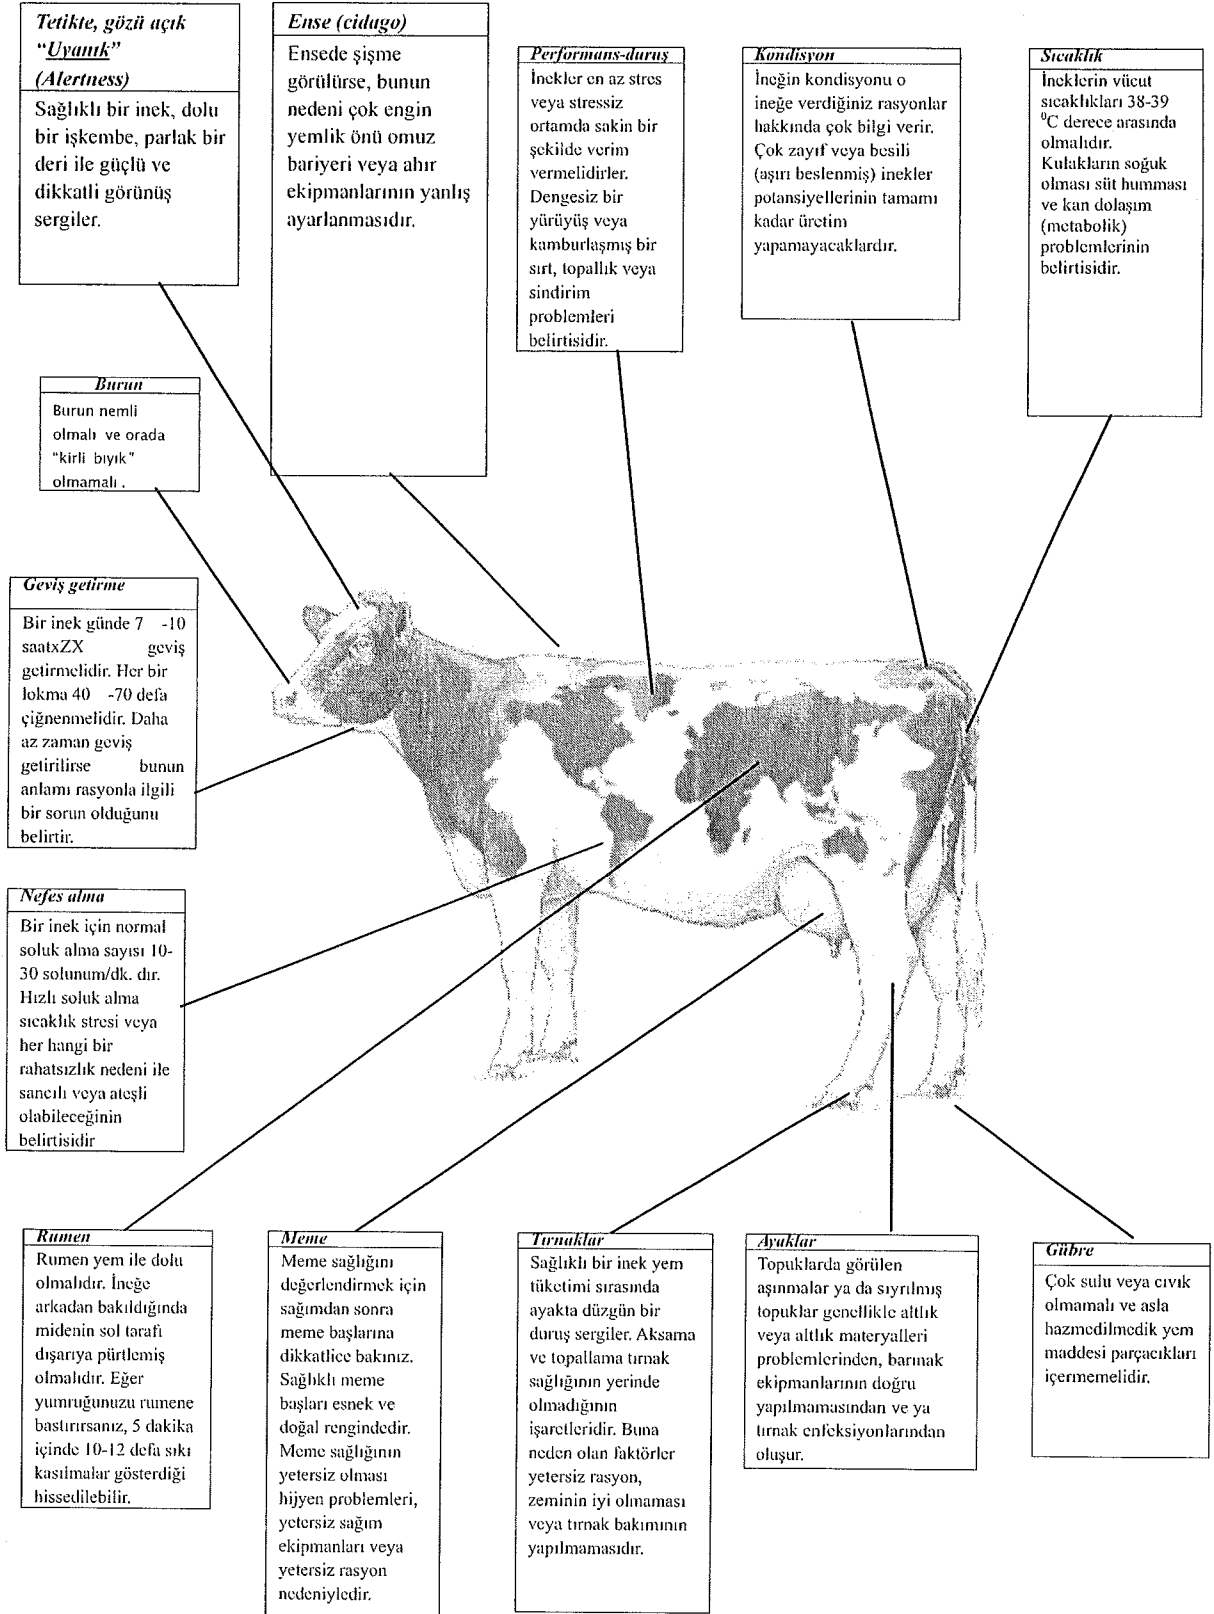 Tetikte, gözü açık
“Uyanık”
(Alertness)
Sağlıklı bir inek, dolu
bir işkembe, parlak bir
deri ile güçlü ve
dikkatli görünüş
sergiler.
Ense (cidago)
Ensede şişme
görülürse, bunun
nedeni çok engin
yemlik önü omuz
bariyeri veya ahır
ekipmanlarının yanlış
ayarlanmasıdır.
Performans-duruş
İnekler en az stres
veya stressiz
ortamda sakin bir
şekilde verim
vermelidirler.
Dengesiz bir
yürüyüş veya
kamburlaşmış bir
sırt, topallık veya
sindirim
problemleri
belirtisidir.
Kondisyon
İneğin kondisyonu o
ineğe verdiğiniz rasyonlar
hakkında çok bilgi verir.
Çok zayıf veya besili
(aşırı beslenmiş) inekler
potansiyellerinin tamamı
kadar üretim
yapamayacaklardır.
Sıcaklık
İneklerin vücut
sıcaklıkları 38-39
⁰C derece arasında
olmalıdır.
Kulakların soğuk
olması süt humması
ve kan dolaşım
(metabolik)
problemlerinin
belirtisidir.
Burun
Burun nemli
olmalı ve orada
“kirli bıyık”
olmamalı .
Geviş getirme
Bir inek günde 7 -10
saatxZX geviş
getirmelidir. Her bir
lokma 40 -70 defa
çiğnenmelidir. Daha
az zaman geviş
getirilirse bunun
anlamı rasyonla ilgili
bir sorun olduğunu
belirtir.
Nefes alma
Bir inek için normal
soluk alma sayısı 10-
30 solunum/dk. dır.
Hızlı soluk alma
sıcaklık stresi veya
her hangi bir
rahatsızlık nedeni ile
sancılı veya ateşli
olabileceğinin
belirtisidir
Rumen
Rumen yem ile dolu
olmalıdır. İneğe
arkadan bakıldığında
midenin sol tarafı
dışarıya pürtlemiş
olmalıdır. Eğer
yumruğunuzu rumene
bastırırsanız, 5 dakika
içinde 10-12 defa sıkı
kasılmalar gösterdiği
hissedilebilir.
Meme
Meme sağlığını
değerlendirmek için
sağımdan sonra
meme başlarına
dikkatlice bakınız.
Sağlıklı meme
başları esnek ve
doğal rengindedir.
Meme sağlığının
yetersiz olması
hijyen problemleri,
yetersiz sağım
ekipmanları veya
yetersiz rasyon
nedeniyledir.
Tırnaklar
Sağlıklı bir inek yem
tüketimi sırasında
ayakta düzgün bir
duruş sergiler. Aksama
ve topallama tırnak
sağlığının yerinde
olmadığının
işaretleridir. Buna
neden olan faktörler
yetersiz rasyon,
zeminin iyi olmaması
veya tırnak bakımının
yapılmamasıdır.
Ayaklar
Topuklarda görülen
aşınmalar ya da sıyrılmış
topuklar genellikle altlık
veya altlık materyalleri
problemlerinden, barınak
ekipmanlarının doğru
yapılmamasından ve ya
tırnak enfeksiyonlarından
oluşur.
Gübre
Çok sulu veya cıvık
olmamalı ve asla
hazmedilmedik yem
maddesi parçacıkları
içermemelidir.